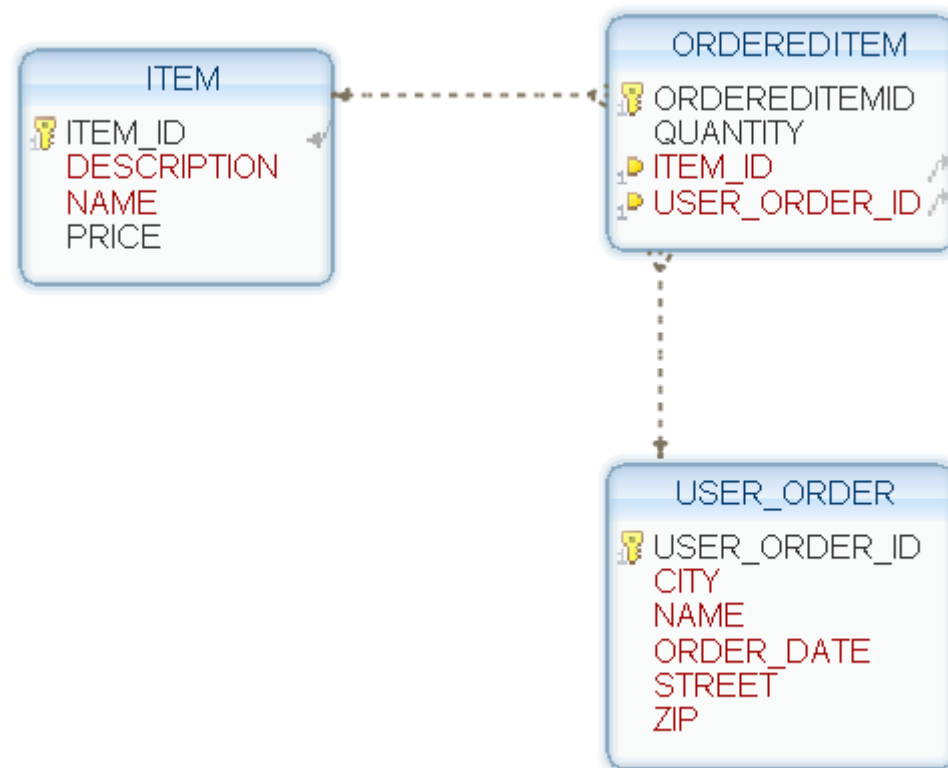 ITEM
ITEM_ID
DESCRIPTION
NAME
PRICE
ORDEREDITEM
ORDEREDITEMID
QUANTITY
ITEM_ID
USER_ORDER_ID
USER_ORDER
USER_ORDER_ID
CITY
NAME
ORDER_DATE
STREET
ZIP